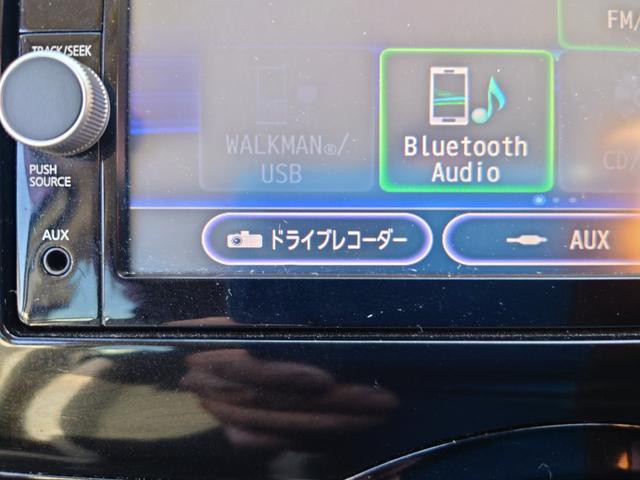 TRACK/SEEK
FM/
WALKMAN®/
USB
Bluetooth
Audio
CD/
PUSH
SOURCE
AUX
ドライブレコーダー
AUX